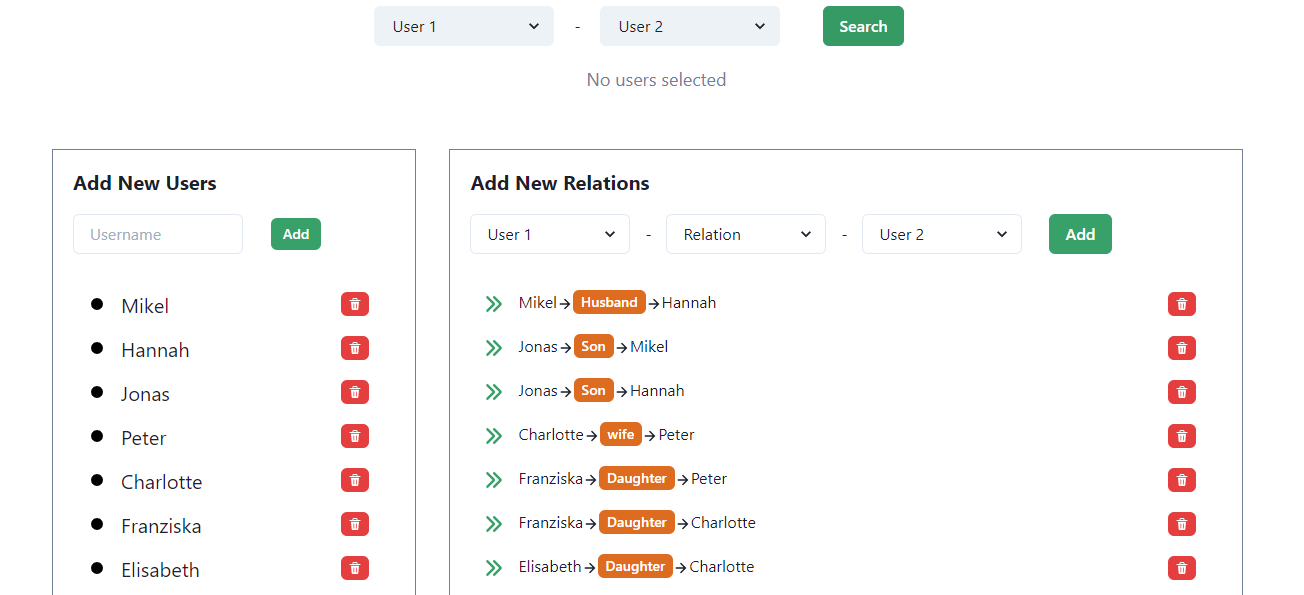 User 1 - User 2 Search
No users selected
Add New Users
Username Add
Mikel
Hannah
Jonas
Peter
Charlotte
Franziska
Elisabeth
Add New Relations
User 1 - Relation - User 2 Add
Mikel → Husband → Hannah
Jonas → Son → Mikel
Jonas → Son → Hannah
Charlotte → wife → Peter
Franziska → Daughter → Peter
Franziska → Daughter → Charlotte
Elisabeth → Daughter → Charlotte